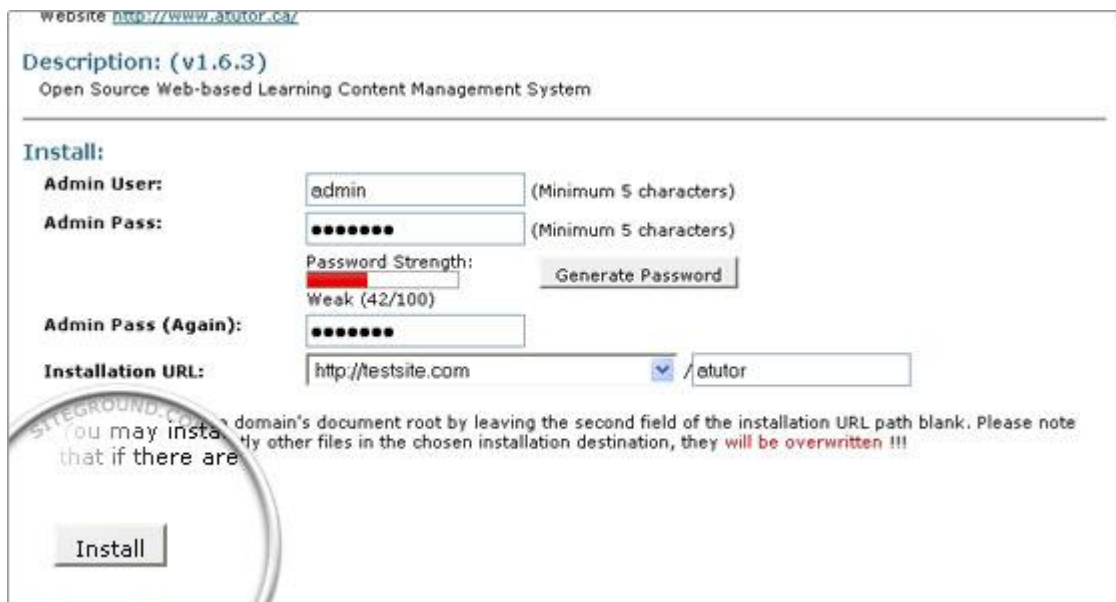 Website http://www.atutor.ca/
Description: (v1.6.3)
Open Source Web-based Learning Content Management System
Install:
Admin User: admin (Minimum 5 characters)
Admin Pass: ●●●●●●● (Minimum 5 characters)
Password Strength: Generate Password
Weak (42/100)
Admin Pass (Again): ●●●●●●●
Installation URL: http://testsite.com / atutor
SITEGROUND.CO
You may insta domain's document root by leaving the second field of the installation URL path blank. Please note
that if there are tly other files in the chosen installation destination, they will be overwritten !!!
Install